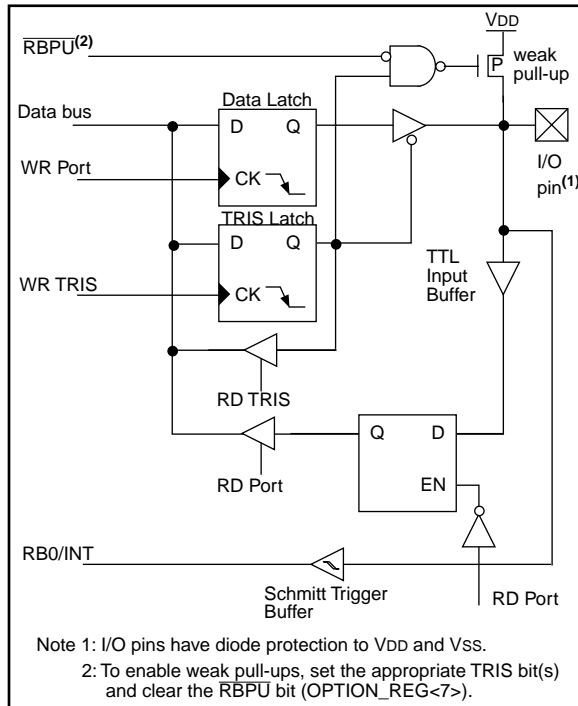 VDD
RBPU(2)
P
weak
pull-up
Data Latch
Data bus
D
Q
I/O
pin(1)
WR Port
CK
TRIS Latch
D
Q
TTL
Input
Buffer
WR TRIS
CK
RD TRIS
Q
D
RD Port
EN
RB0/INT
Schmitt Trigger
Buffer
RD Port
Note 1: I/O pins have diode protection to VDD and VSS.
2: To enable weak pull-ups, set the appropriate TRIS bit(s)
and clear the RBPU bit (OPTION_REG<7>).